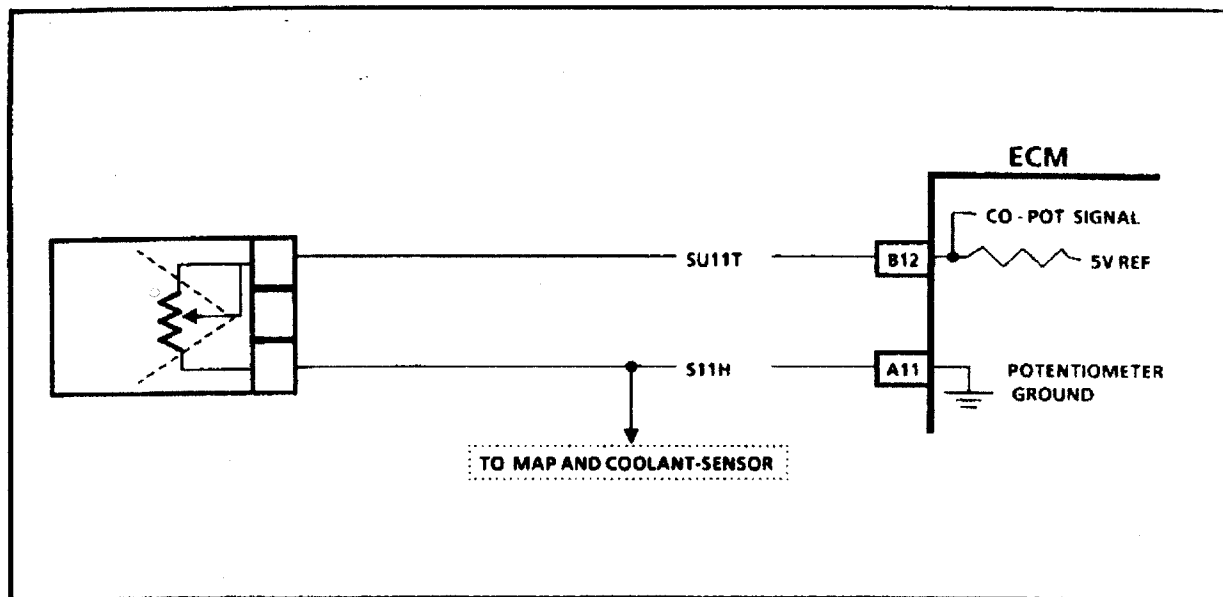 ECM
CO - POT SIGNAL
SU11T
B12
5V REF
S11H
A11
POTENTIOMETER
GROUND
TO MAP AND COOLANT-SENSOR